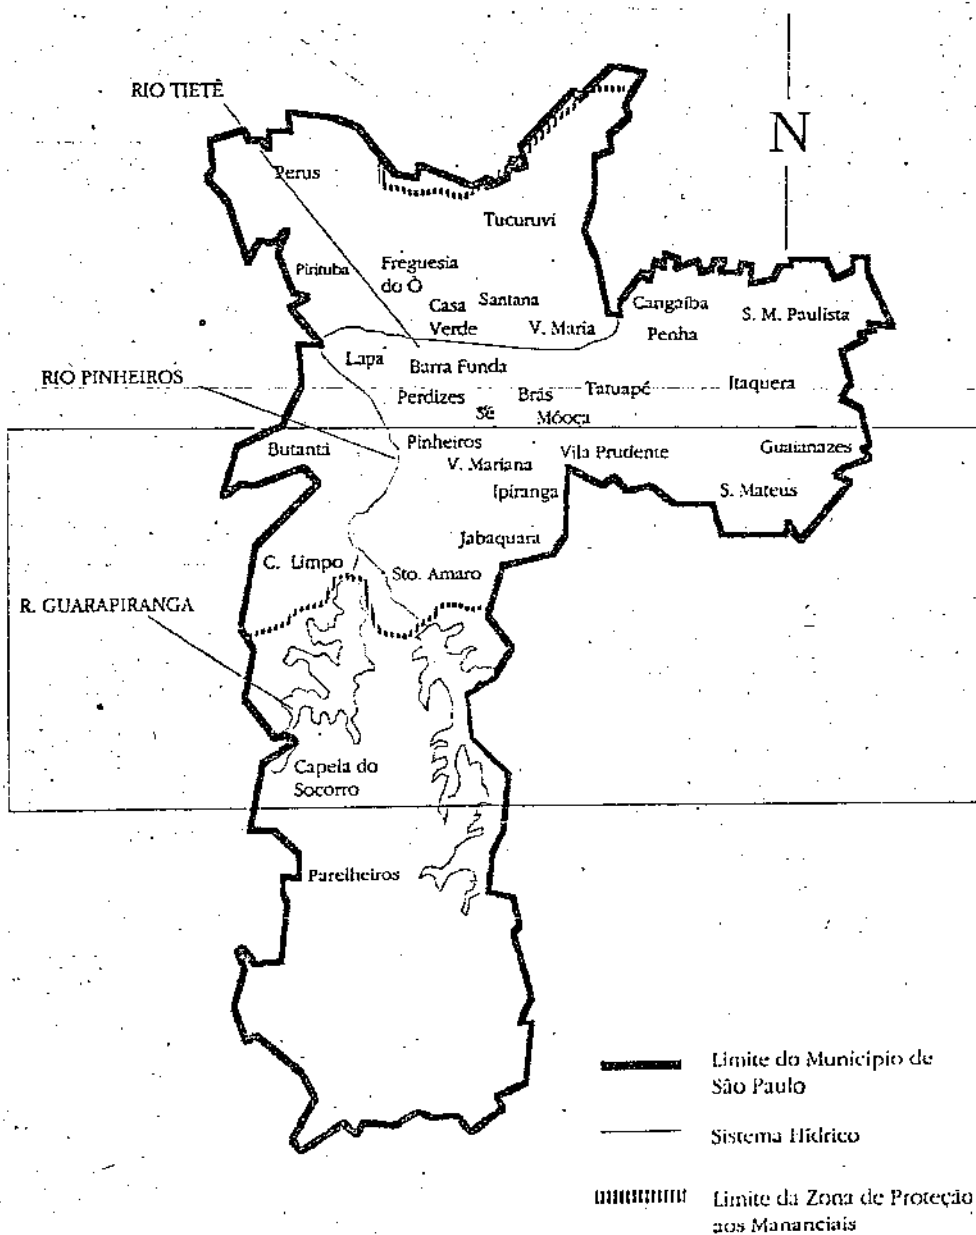 RIO TIETÊ
N
Perus
Tucuruví
Pirituba
Freguesia
do Ò
Casa
Verde
Santana
V. Maria
Cangaíba
Penha
S. M. Paulista
Lapa
Barra Funda
RIO PINHEIROS
Perdizes
Sé
Brás
Móoça
Tatuapé
Itaquera
Butantã
Pinheiros
V. Mariana
Vila Prudente
Guaianazes
Ipiranga
S. Mateus
Jabaquara
C. Limpo
Sto. Amaro
R. GUARAPIRANGA
Capela do
Socorro
Parelheiros
Limite do Município de
São Paulo
Sistema Hídrico
Limite da Zona de Proteção
aos Mananciais